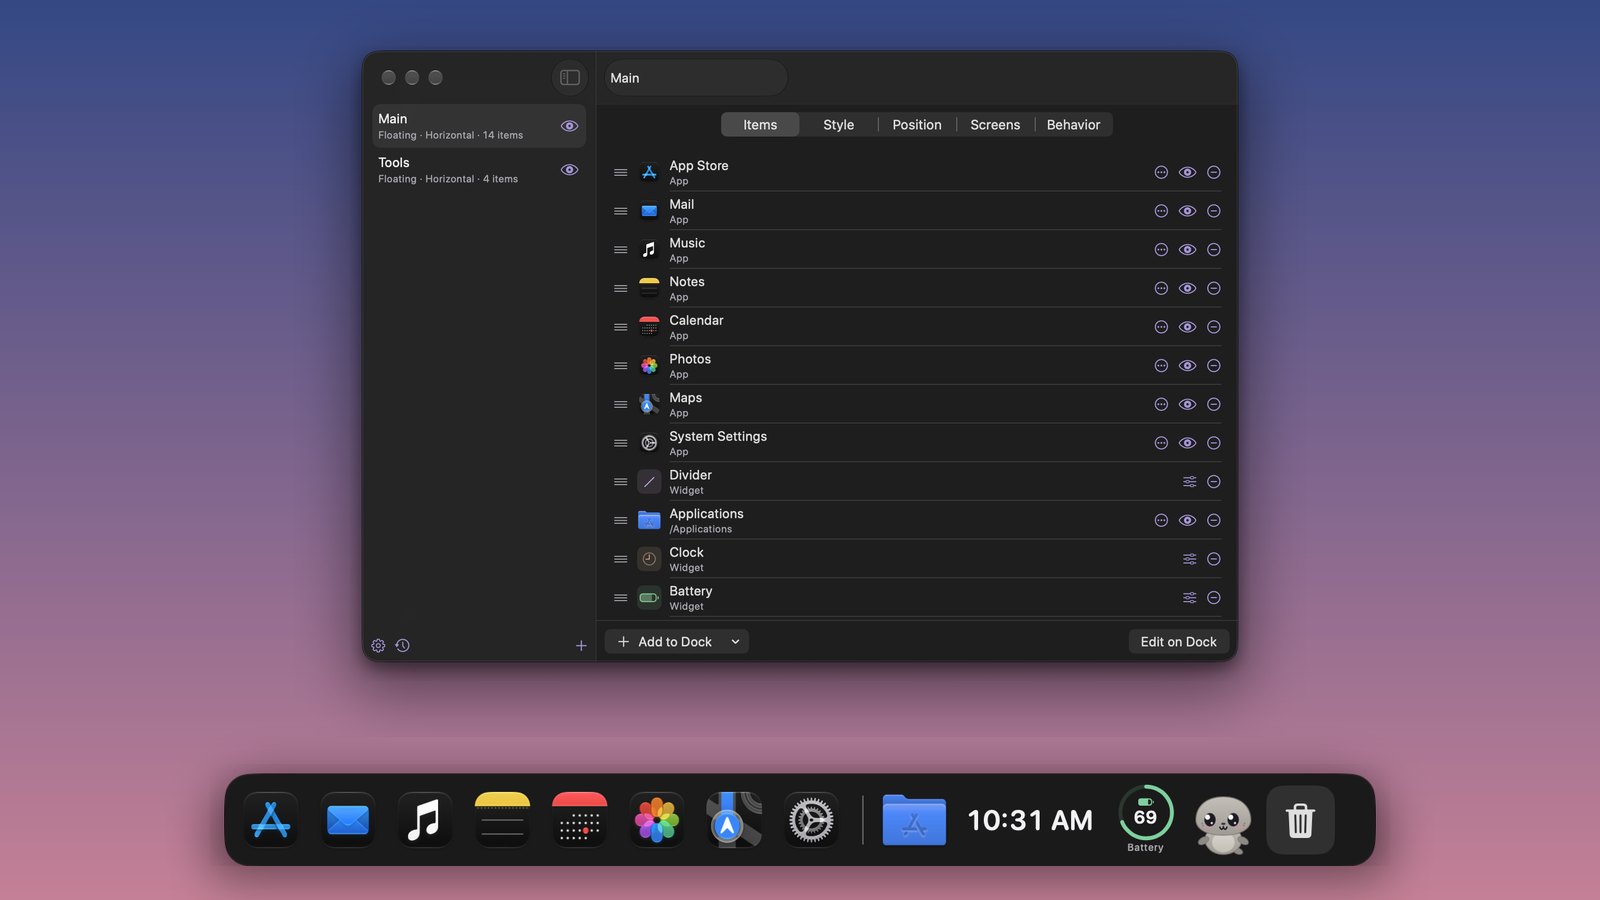 Main
Floating · Horizontal · 14 items
Tools
Floating · Horizontal · 4 items
Main
Items
Style
Position
Screens
Behavior
App Store
App
Mail
App
Music
App
Notes
App
Calendar
App
Photos
App
Maps
App
System Settings
App
Divider
Widget
Applications
/Applications
Clock
Widget
Battery
Widget
Add to Dock
Edit on Dock
10:31 AM
69
Battery